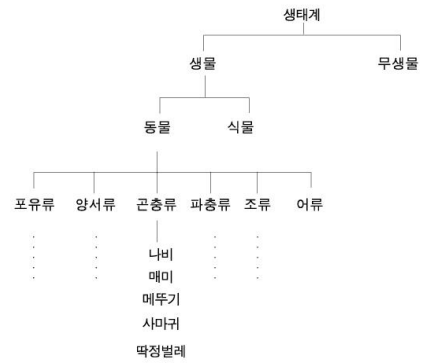 생태계
생물 무생물
동물 식물
포유류 양서류 곤충류 파충류 조류 어류
나비
매미
메뚜기
사마귀
딱정벌레